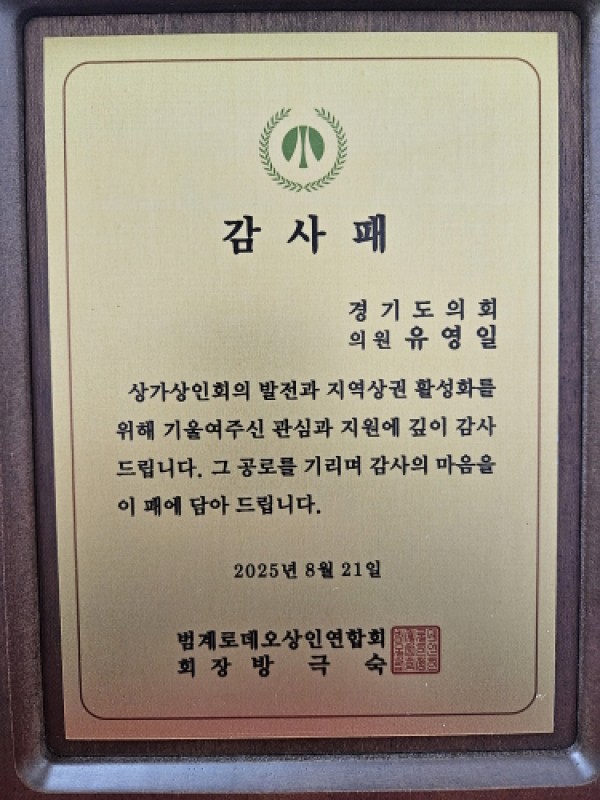 감 사 패
경 기 도 의 회
의원 유 영 일
상가상인회의 발전과 지역상권 활성화를
위해 기울여주신 관심과 지원에 깊이 감사
드립니다. 그 공로를 기리며 감사의 마음을
이 패에 담아 드립니다.
2025년 8월 21일
범계로데오상인연합회
회 장 방 극 숙